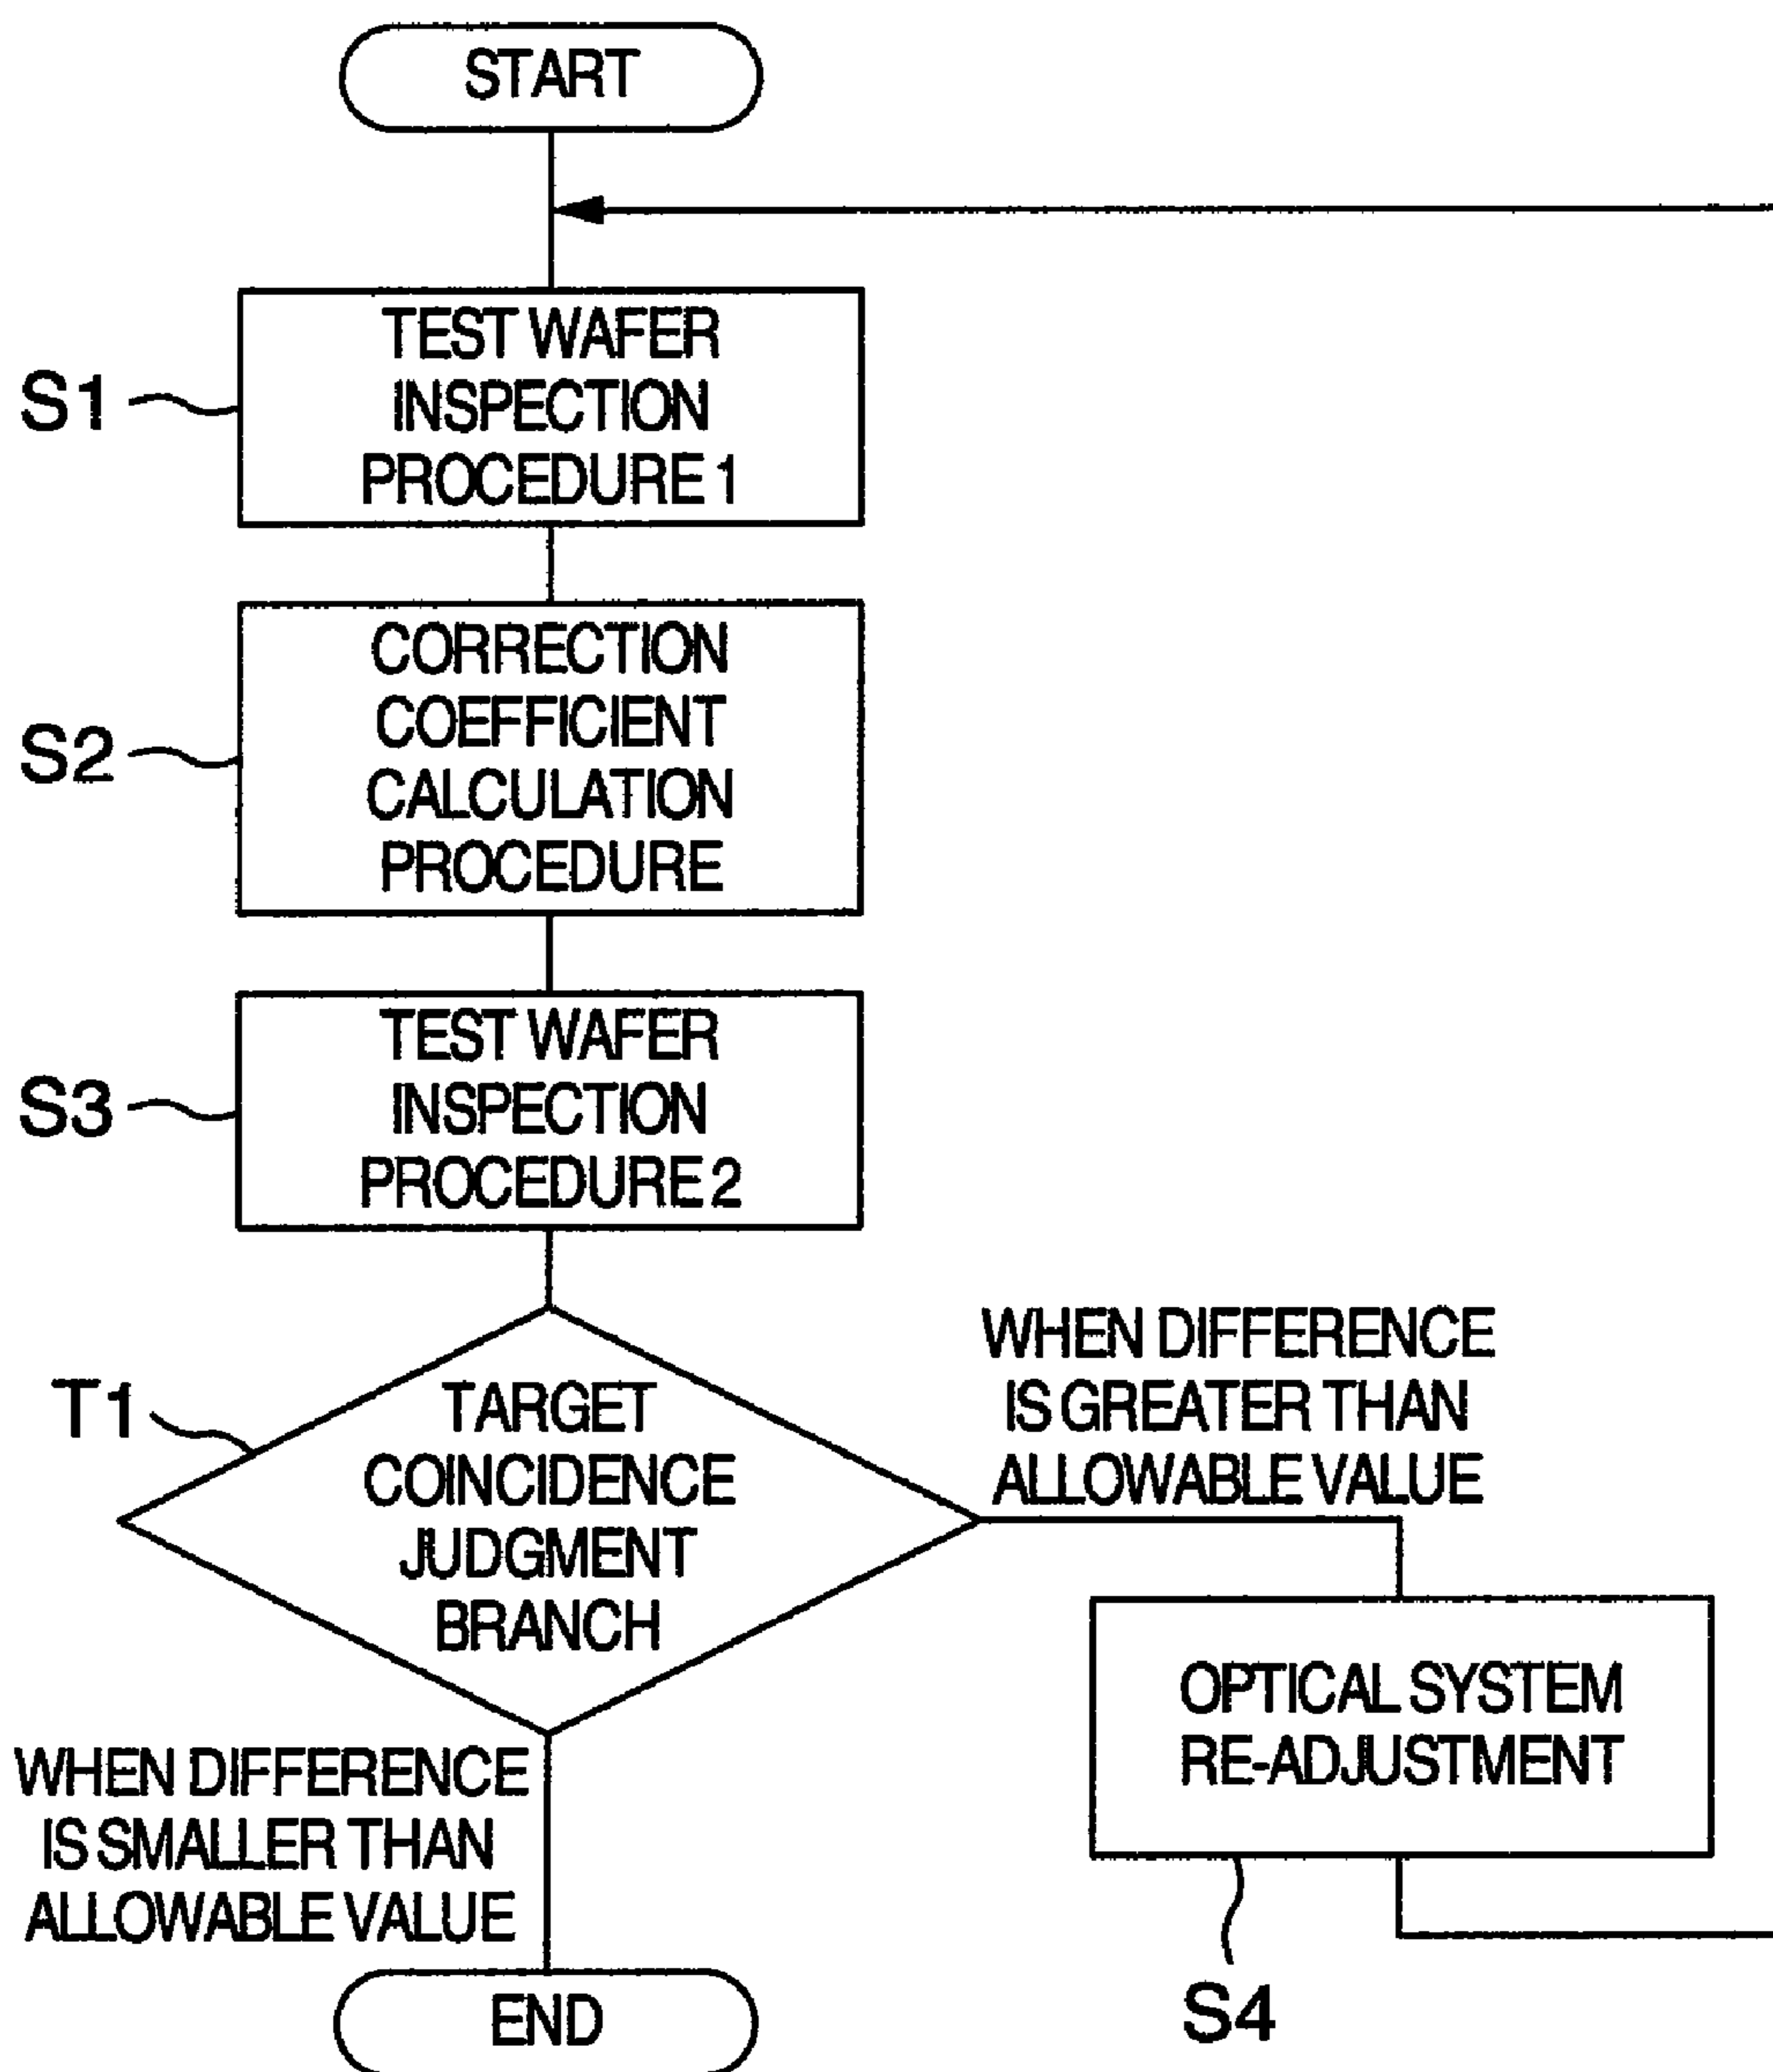 START
S1
TEST WAFER
INSPECTION
PROCEDURE 1
S2
CORRECTION
COEFFICIENT
CALCULATION
PROCEDURE
S3
TEST WAFER
INSPECTION
PROCEDURE 2
T1
TARGET
COINCIDENCE
JUDGMENT
BRANCH
WHEN DIFFERENCE
IS GREATER THAN
ALLOWABLE VALUE
OPTICAL SYSTEM
RE-ADJUSTMENT
S4
WHEN DIFFERENCE
IS SMALLER THAN
ALLOWABLE VALUE
END